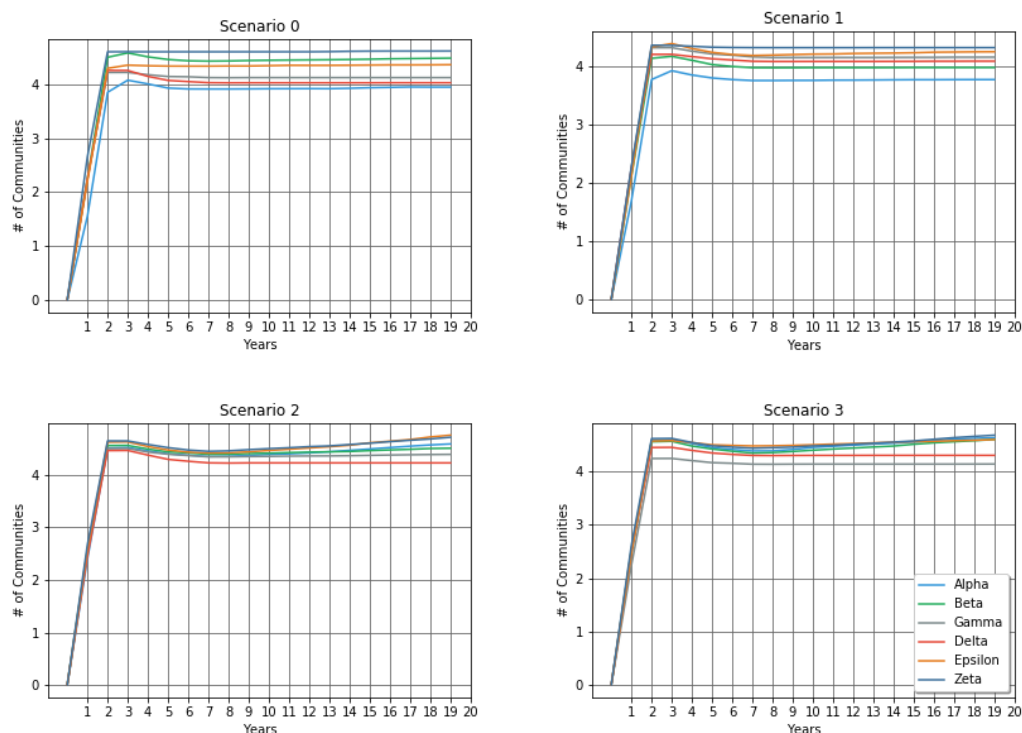 Scenario 0
# of Communities
4
3
2
1
0
1 2 3 4 5 6 7 8 9 10 11 12 13 14 15 16 17 18 19 20
Years
Scenario 1
# of Communities
4
3
2
1
0
1 2 3 4 5 6 7 8 9 10 11 12 13 14 15 16 17 18 19 20
Years
Scenario 2
# of Communities
4
3
2
1
0
1 2 3 4 5 6 7 8 9 10 11 12 13 14 15 16 17 18 19 20
Years
Scenario 3
# of Communities
4
3
2
1
0
1 2 3 4 5 6 7 8 9 10 11 12 13 14 15 16 17 18 19 20
Years
Alpha
Beta
Gamma
Delta
Epsilon
Zeta